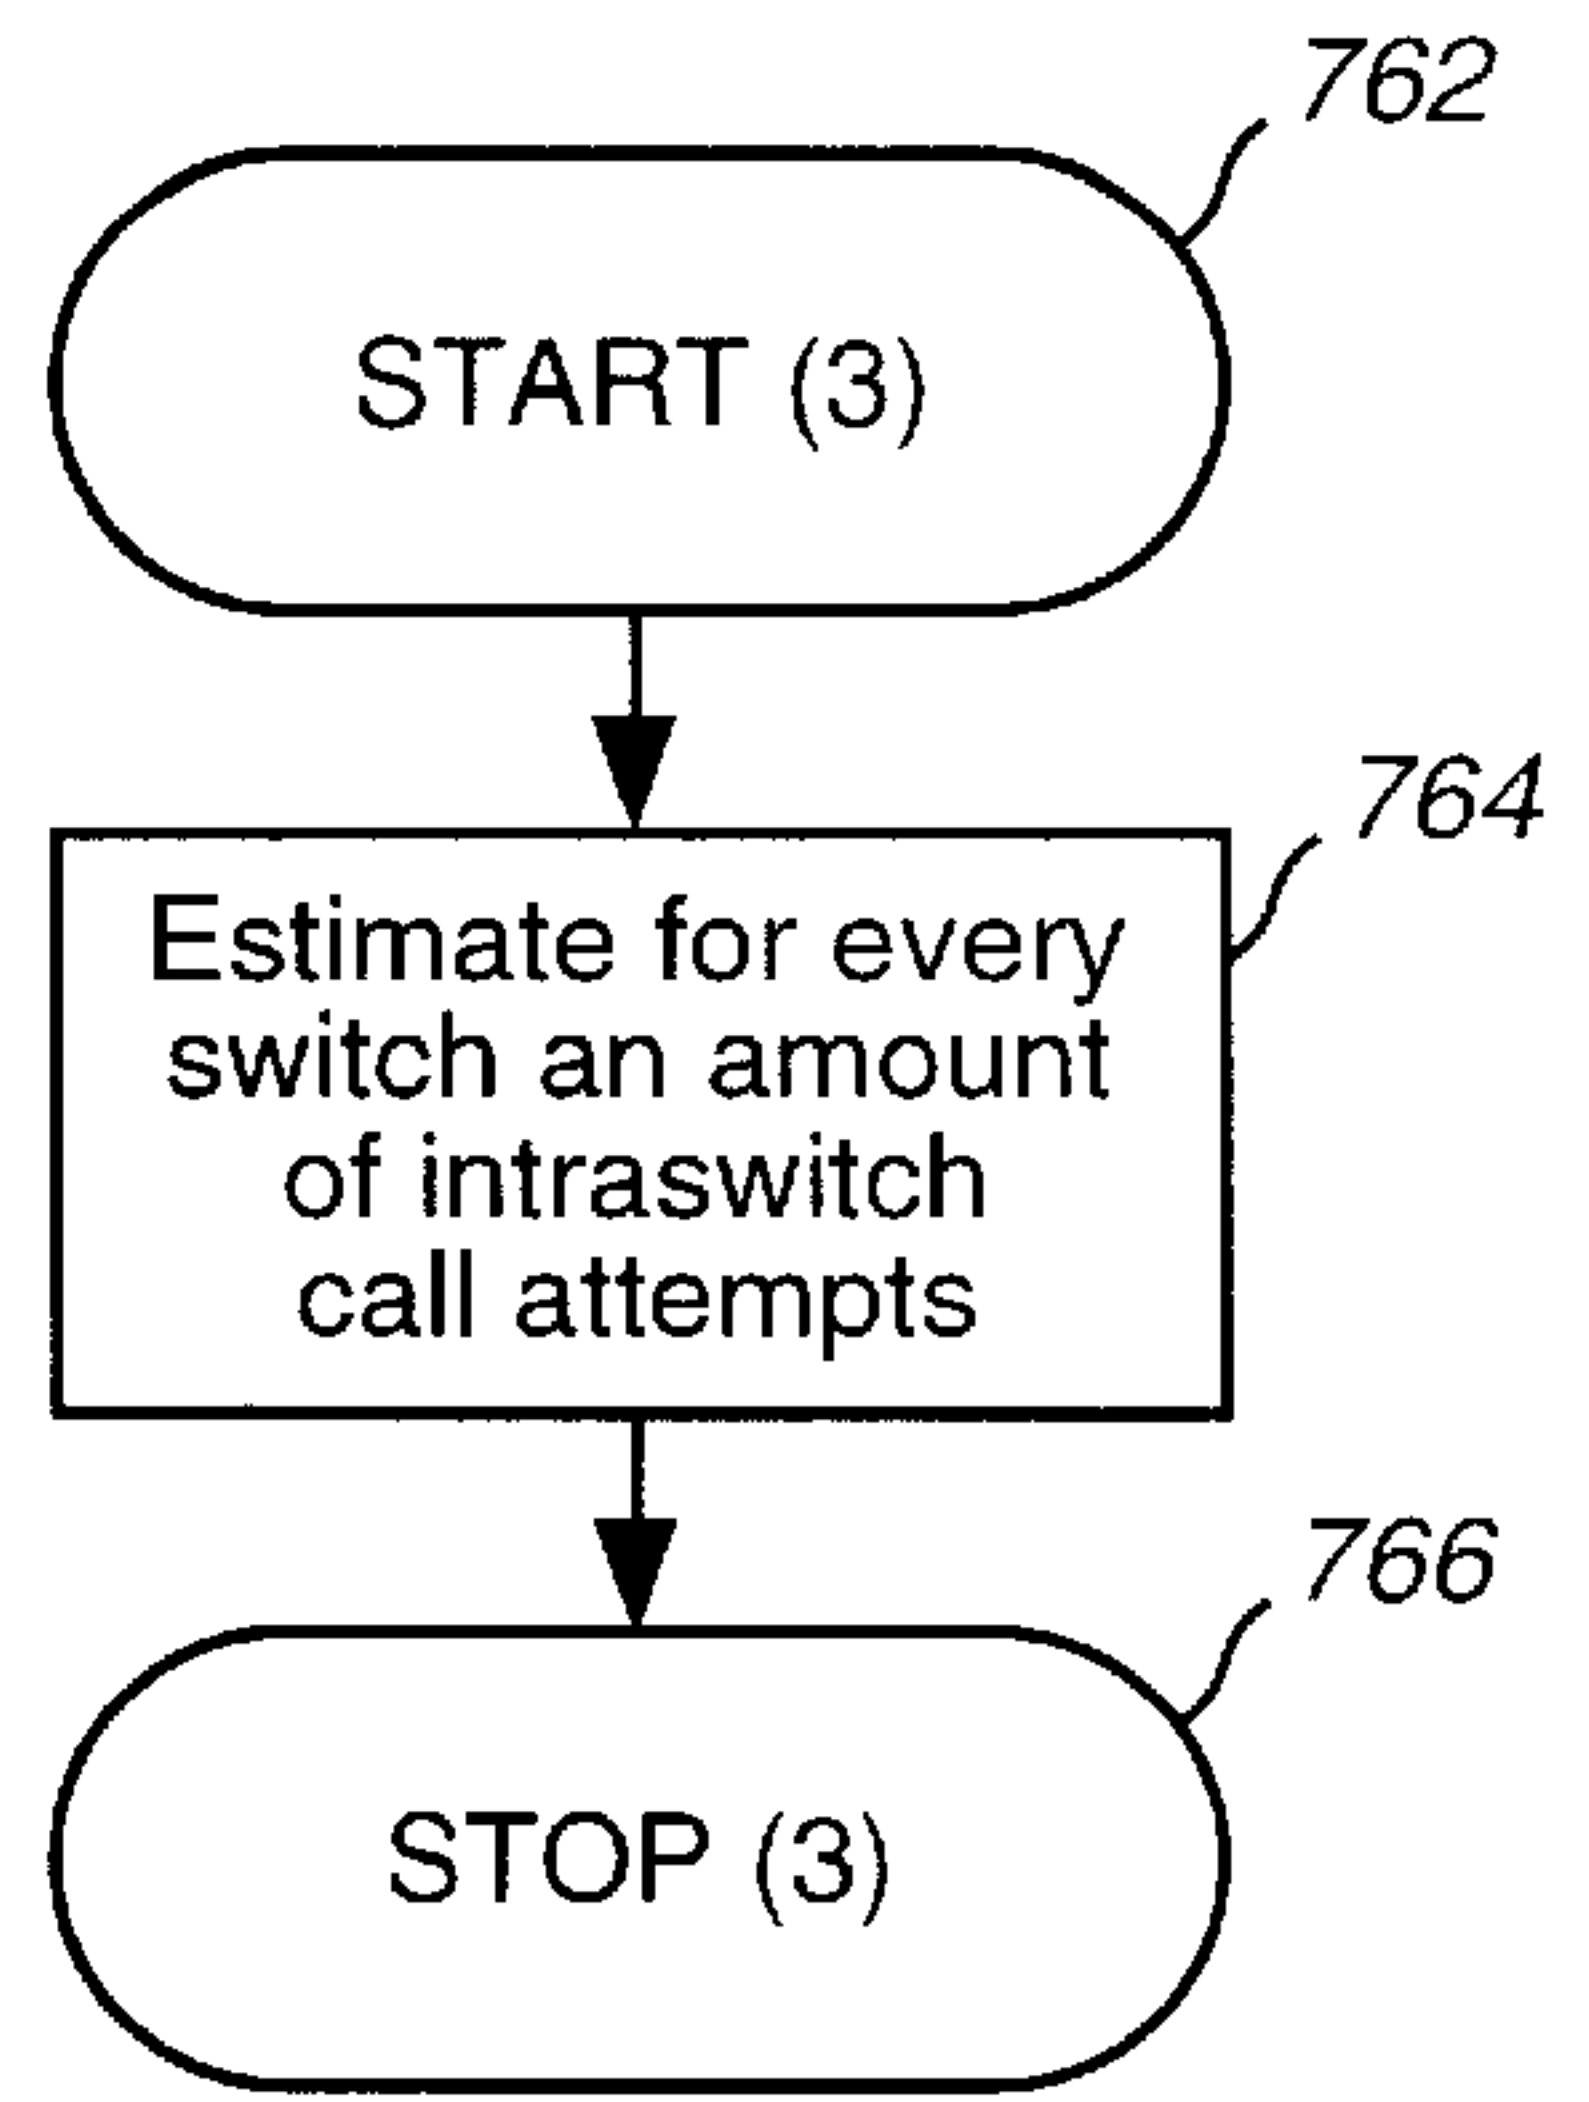 762
START (3)
764
Estimate for every
switch an amount
of intraswitch
call attempts
766
STOP (3)